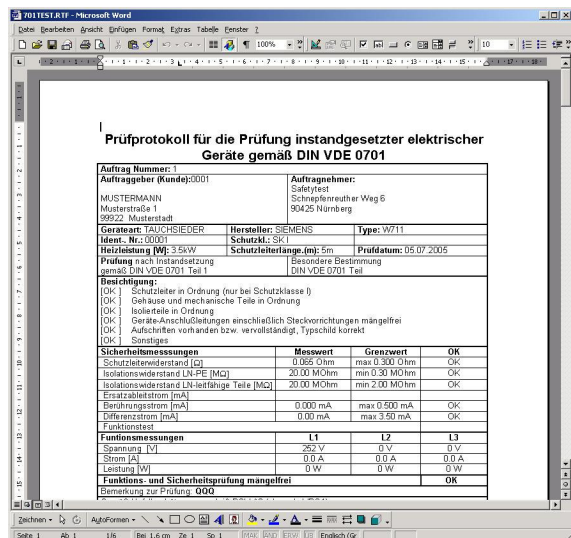 701TEST.RTF - Microsoft Word
Datei Bearbeiten Ansicht Einfügen Format Extras Tabelle Fenster ?
100% 10
Prüfprotokoll für die Prüfung instandgesetzter elektrischer
Geräte gemäß DIN VDE 0701
Auftrag Nummer: 1
Auftraggeber (Kunde):0001 Auftragnehmer:
Safetytest
MUSTERMANN Schnepfenreuther Weg 6
Musterstraße 1 90425 Nürnberg
99922 Musterstadt
Gerateart: TAUCHSIEDER Hersteller: SIEMENS Type: W711
Ident-. Nr.: 00001 Schutzkl.: SK I
Heizleistung [W]: 3.5kW Schutzleiterlänge.(m): 5m Prüfdatum: 05.07.2005
Prüfung nach Instandsetzung Besondere Bestimmung
gemäß DIN VDE 0701 Teil 1 DIN VDE 0701 Teil
Besichtigung:
[OK ] Schutzleiter in Ordnung (nur bei Schutzklasse I)
[OK ] Gehäuse und mechanische Teile in Ordnung
[OK ] Isolierteile in Ordnung
[OK ] Geräte-Anschlußleitungen einschließlich Steckvorrichtungen mängelfrei
[OK ] Aufschriften vorhanden bzw. vervollständigt, Typschild korrekt
[OK ] Sonstiges
Sicherheitsmesssungen Messwert Grenzwert OK
Schutzleiterwiderstand [Ω] 0.065 Ohm max 0.300 Ohm OK
Isolationswiderstand LN-PE [MΩ] 20.00 MOhm min 0.30 MOhm OK
Isolationswiderstand LN-leitfähige Teile [MΩ] 20.00 MOhm min 2.00 MOhm OK
Ersatzableitstrom [mA]
Berührungsstrom [mA] 0.000 mA max 0.500 mA OK
Differenzstrom [mA] 0.00 mA max 3.50 mA OK
Funktionstest
Funtionsmessungen L1 L2 L3
Spannung [V] 252 V 0 V 0 V
Strom [A] 0.0 A 0.0 A 0.0 A
Leistung [W] 0 W 0 W 0 W
Funktions- und Sicherheitsprüfung mängelfrei OK
Bemerkung zur Prüfung: QQQ
Zeichnen AutoFormen
Seite 1 Ab 1 1/6 Bei 1,6 cm Ze 1 Sp 1 MAK ÄND ERW ÜB Englisch (Gr